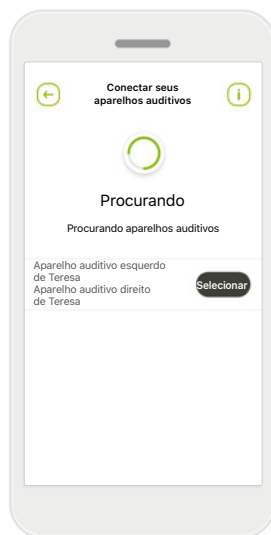 Conectar seus
aparelhos auditivos
Procurando
Procurando aparelhos auditivos
Aparelho auditivo esquerdo
de Teresa
Aparelho auditivo direito
de Teresa
Selecionar